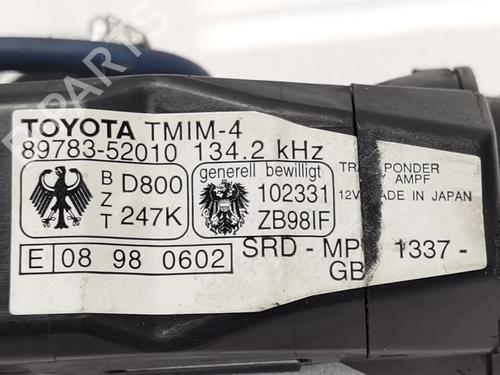 TOYOTA TMIM-4
89783-52010 134.2 kHz
BZT
D800
247K
generell bewilligt
102331
ZB98IF
AMPF
12V MADE IN JAPAN
E 08 98 0602
SRD - MP 1337 -
GB